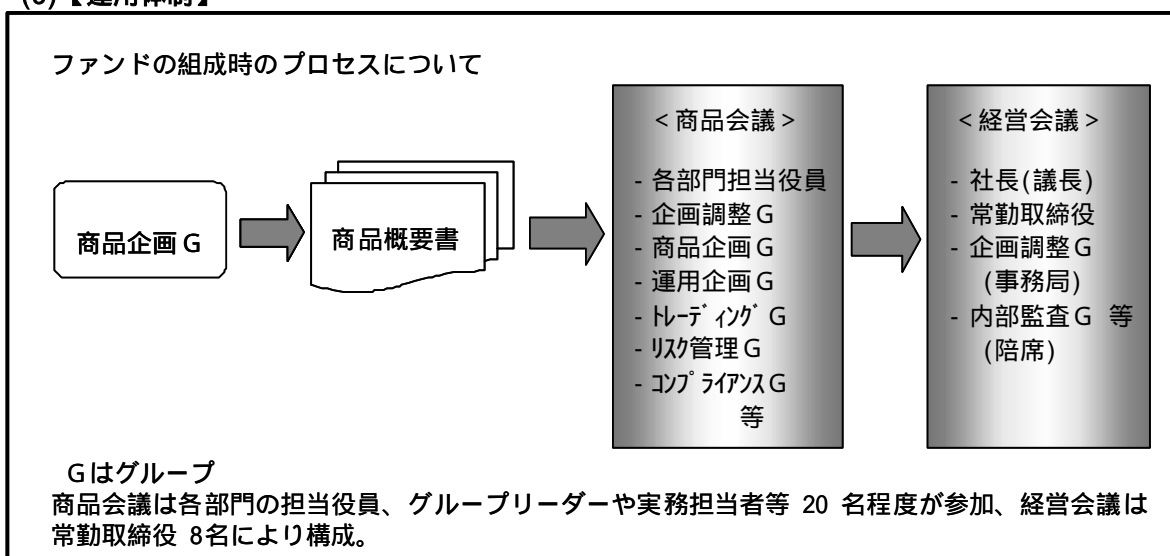 ファンドの組成時のプロセスについて
商品企画G
商品概要書
<商品会議>
- 各部門担当役員
- 企画調整G
- 商品企画G
- 運用企画G
- ﾄﾚｰﾃﾞｨﾝｸﾞG
- ﾘｽｸ管理G
- ｺﾝﾌﾟﾗｲｱﾝｽG
等
<経営会議>
- 社長(議長)
- 常勤取締役
- 企画調整G
(事務局)
- 内部監査G 等
(陪席)
Gはグループ
商品会議は各部門の担当役員、グループリーダーや実務担当者等 20 名程度が参加、経営会議は
常勤取締役 8名により構成。